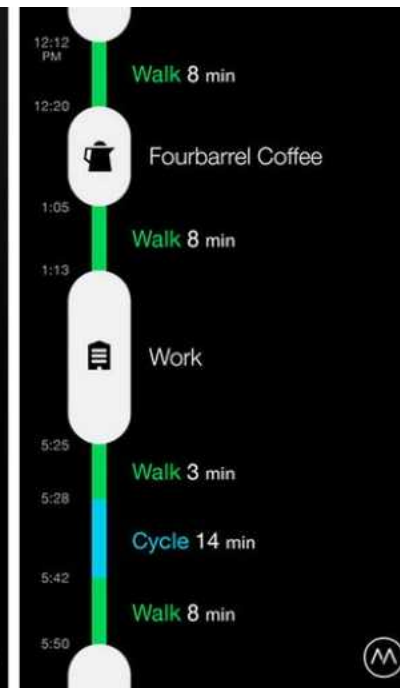 12:12
PM
Walk 8 min
12:20
Fourbarrel Coffee
1:05
Walk 8 min
1:13
Work
5:25
Walk 3 min
5:28
Cycle 14 min
5:42
Walk 8 min
5:50